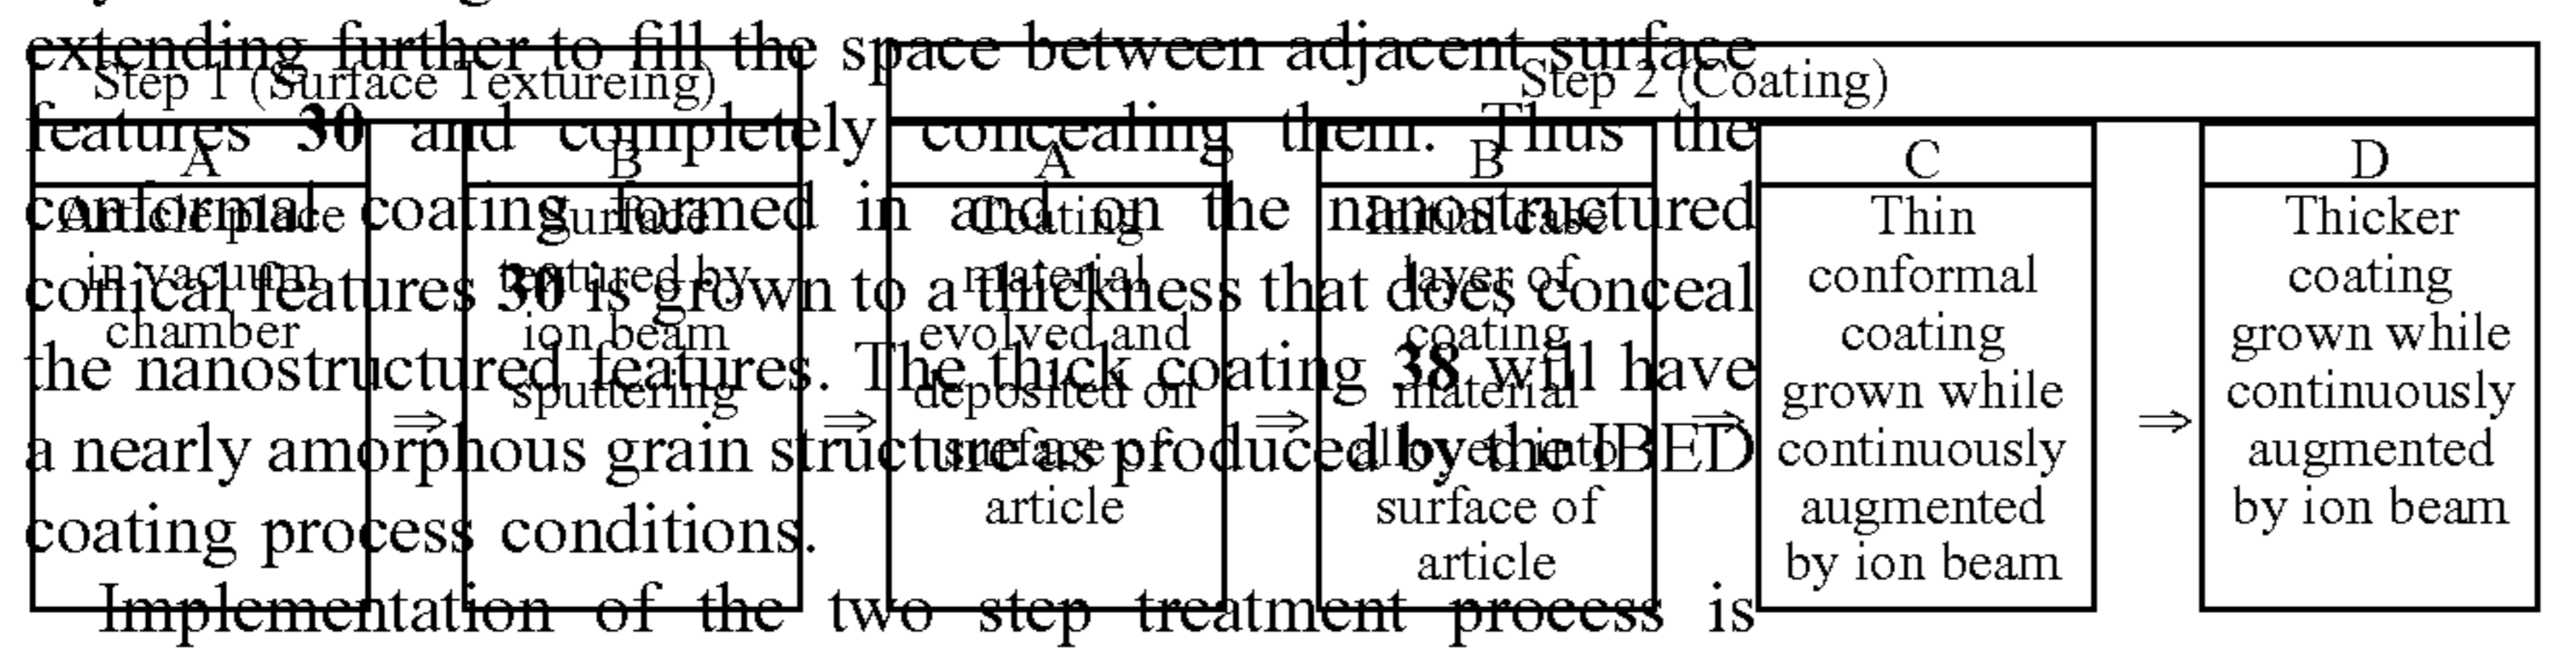 extending further to fill the space between adjacent surface
features 30 and completely concealing them. Thus the
conformal coating formed in and on the nanostructured
conical features 30 is grown to a thickness that does conceal
the nanostructured features. The thick coating 38 will have
a nearly amorphous grain structure as produced by the IBED
coating process conditions.
Implementation of the two step treatment process is
Step 1 (Surface Textureing)
A
Article place
in vacuum
chamber
⇒
B
Surface
textured by
ion beam
sputtering
⇒
Step 2 (Coating)
A
Coating
material
evolved and
deposited on
surface of
article
⇒
B
Initial case
layer of
coating
material
alloyed into
surface of
article
⇒
C
Thin
conformal
coating
grown while
continuously
augmented
by ion beam
⇒
D
Thicker
coating
grown while
continuously
augmented
by ion beam